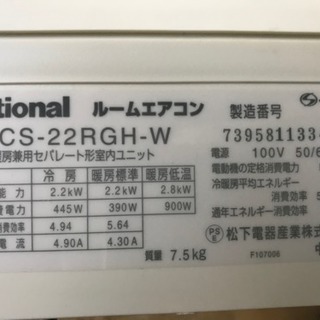 tional ルームエアコン
CS-22RGH-W
房兼用セパレート形室内ユニット
製造番号
739581133
電源 100V 50/6
電動機の定格消費電力
冷暖房平均エネルギー
消費効率
通年エネルギー消費
冷房 暖房標準 暖房低温
能力 2.2kW 2.2kW 2.8kW
費電力 445W 390W 900W
4.94 5.64
電流 4.90A 4.30A
質量 7.5kg
F107006
PSE 松下電器産業株式